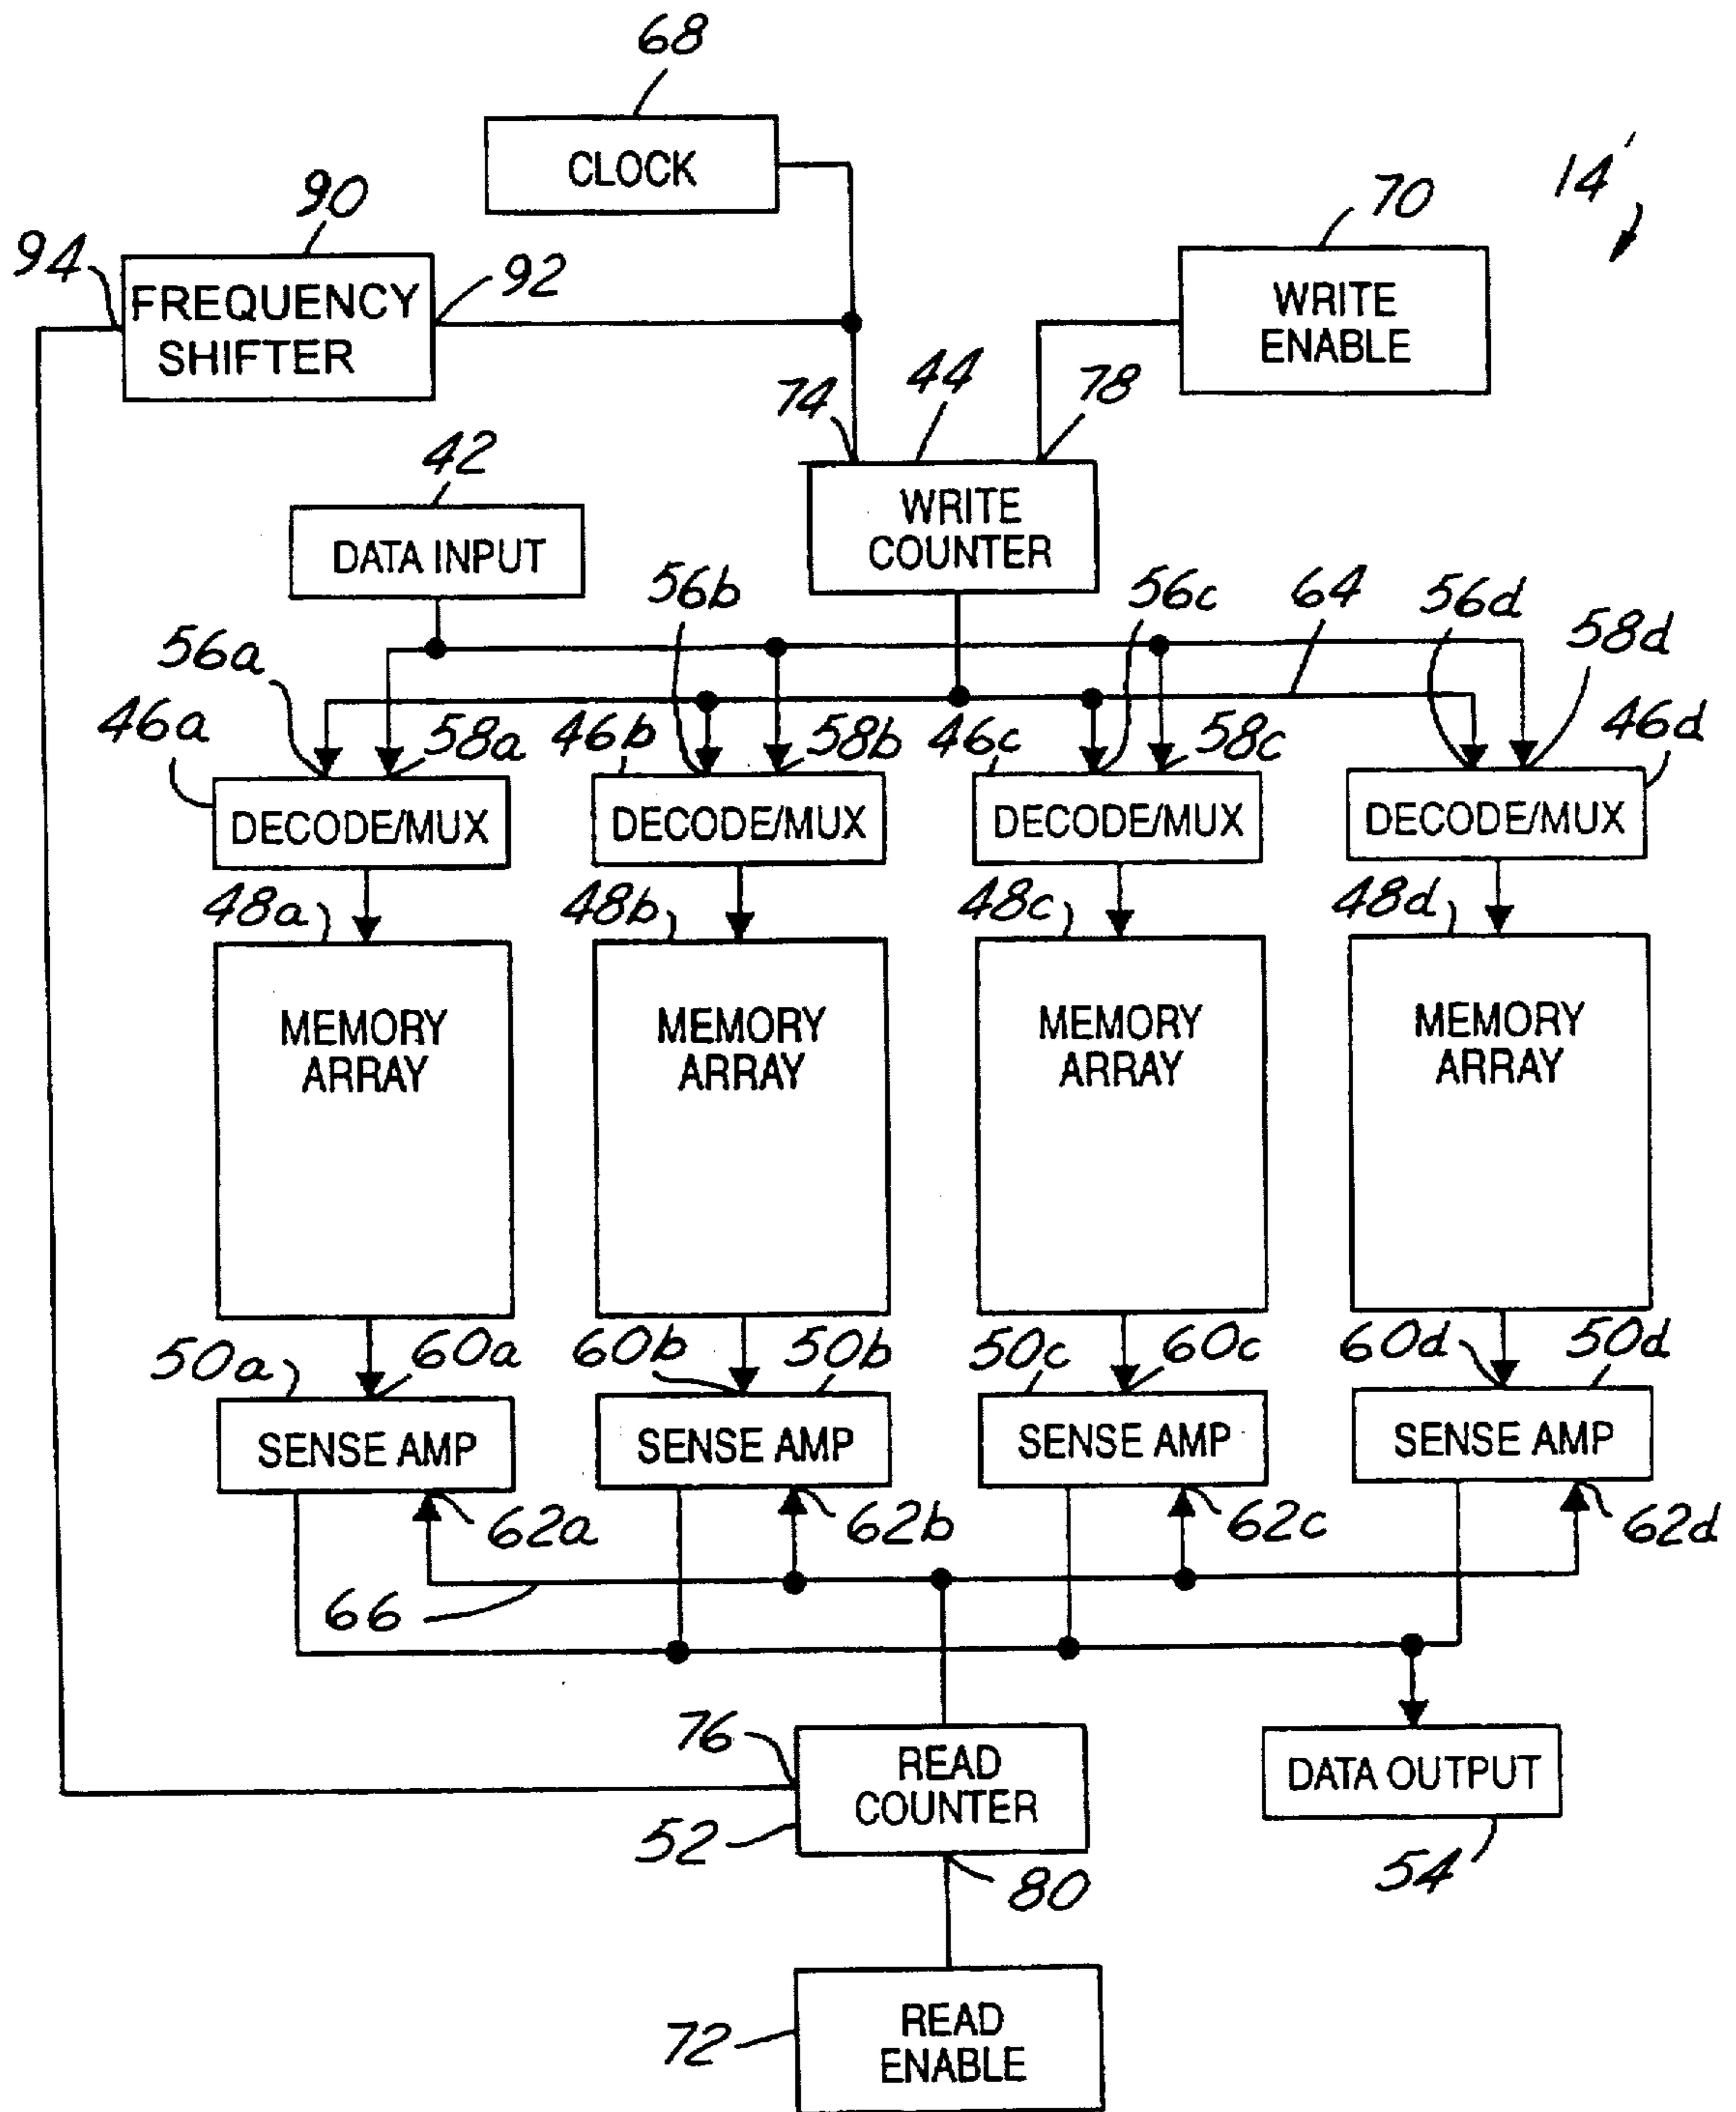 68
CLOCK
14'
90
70
94
FREQUENCY
SHIFTER
92
WRITE
ENABLE
74
44
78
42
WRITE
COUNTER
DATA INPUT
56a
56b
56c
64
56d
58d
46a
58a
46b
58b
46c
58c
46d
DECODE/MUX
DECODE/MUX
DECODE/MUX
DECODE/MUX
48a
48b
48c
48d
MEMORY
ARRAY
MEMORY
ARRAY
MEMORY
ARRAY
MEMORY
ARRAY
50a
60a
60b
50b
50c
60c
60d
50d
SENSE AMP
SENSE AMP
SENSE AMP
SENSE AMP
62a
62b
62c
62d
66
76
READ
COUNTER
DATA OUTPUT
52
80
54
72
READ
ENABLE